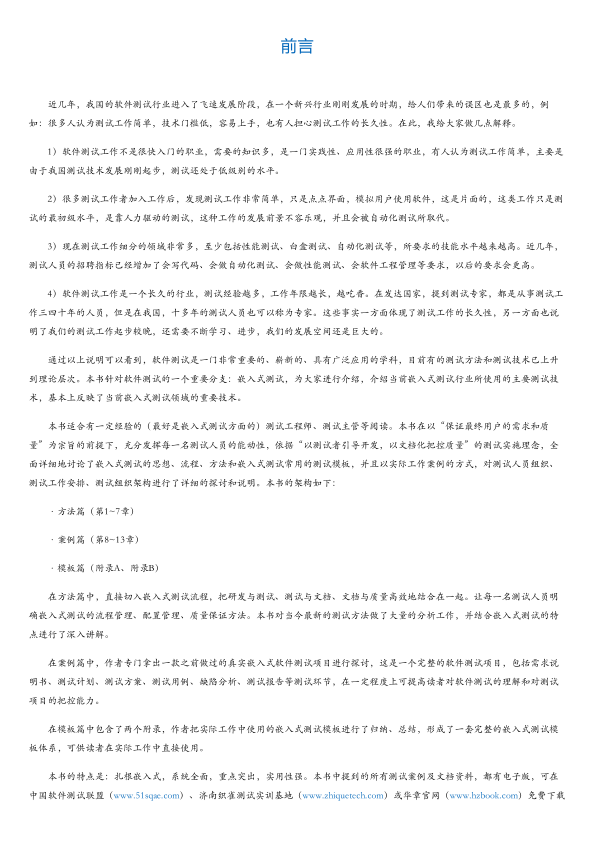 前言
近几年，我国的软件测试行业进入了飞速发展阶段，在一个新兴行业刚刚发展的时期，给人们带来的误区也是最多的，例
如：很多人认为测试工作简单，技术门槛低，容易上手，也有人担心测试工作的长久性。在此，我给大家做几点解释。
1）软件测试工作不是很快入门的职业，需要的知识多，是一门实践性、应用性很强的职业，有人认为测试工作简单，主要是
由于我国测试技术发展刚刚起步，测试还处于低级别的水平。
2）很多测试工作者加入工作后，发现测试工作非常简单，只是点点界面，模拟用户使用软件，这是片面的，这类工作只是测
试的最初级水平，是靠人力驱动的测试，这种工作的发展前景不容乐观，并且会被自动化测试所取代。
3）现在测试工作细分的领域非常多，至少包括性能测试、白盒测试、自动化测试等，所要求的技能水平越来越高。近几年，
测试人员的招聘指标已经增加了会写代码、会做自动化测试、会做性能测试、会软件工程管理等要求，以后的要求会更高。
4）软件测试工作是一个长久的行业，测试经验越多，工作年限越长，越吃香。在发达国家，提到测试专家，都是从事测试工
作三四十年的人员，但是在我国，十多年的测试人员也可以称为专家。这些事实一方面体现了测试工作的长久性，另一方面也说
明了我们的测试工作起步较晚，还需要不断学习、进步，我们的发展空间还是巨大的。
通过以上说明可以看到，软件测试是一门非常重要的、崭新的、具有广泛应用的学科，目前有的测试方法和测试技术已上升
到理论层次。本书针对软件测试的一个重要分支：嵌入式测试，为大家进行介绍，介绍当前嵌入式测试行业所使用的主要测试技
术，基本上反映了当前嵌入式测试领域的重要技术。
本书适合有一定经验的（最好是嵌入式测试方面的）测试工程师、测试主管等阅读。本书在以“保证最终用户的需求和质
量”为宗旨的前提下，充分发挥每一名测试人员的能动性，依据“以测试者引导开发，以文档化把控质量”的测试实施理念，全
面详细地讨论了嵌入式测试的思想、流程、方法和嵌入式测试常用的测试模板，并且以实际工作案例的方式，对测试人员组织、
测试工作安排、测试组织架构进行了详细的探讨和说明。本书的架构如下：
·方法篇（第1~7章）
·案例篇（第8~13章）
·模板篇（附录A、附录B）
在方法篇中，直接切入嵌入式测试流程，把研发与测试、测试与文档、文档与质量高效地结合在一起。让每一名测试人员明
确嵌入式测试的流程管理、配置管理、质量保证方法。本书对当今最新的测试方法做了大量的分析工作，并结合嵌入式测试的特
点进行了深入讲解。
在案例篇中，作者专门拿出一款之前做过的真实嵌入式软件测试项目进行探讨，这是一个完整的软件测试项目，包括需求说
明书、测试计划、测试方案、测试用例、缺陷分析、测试报告等测试环节，在一定程度上可提高读者对软件测试的理解和对测试
项目的把控能力。
在模板篇中包含了两个附录，作者把实际工作中使用的嵌入式测试模板进行了归纳、总结，形成了一套完整的嵌入式测试模
板体系，可供读者在实际工作中直接使用。
本书的特点是：扎根嵌入式，系统全面，重点突出，实用性强。本书中提到的所有测试案例及文档资料，都有电子版，可在
中国软件测试联盟（www.51sqae.com）、济南织雀测试实训基地（www.zhiquetech.com）或华章官网（www.hzbook.com）免费下载